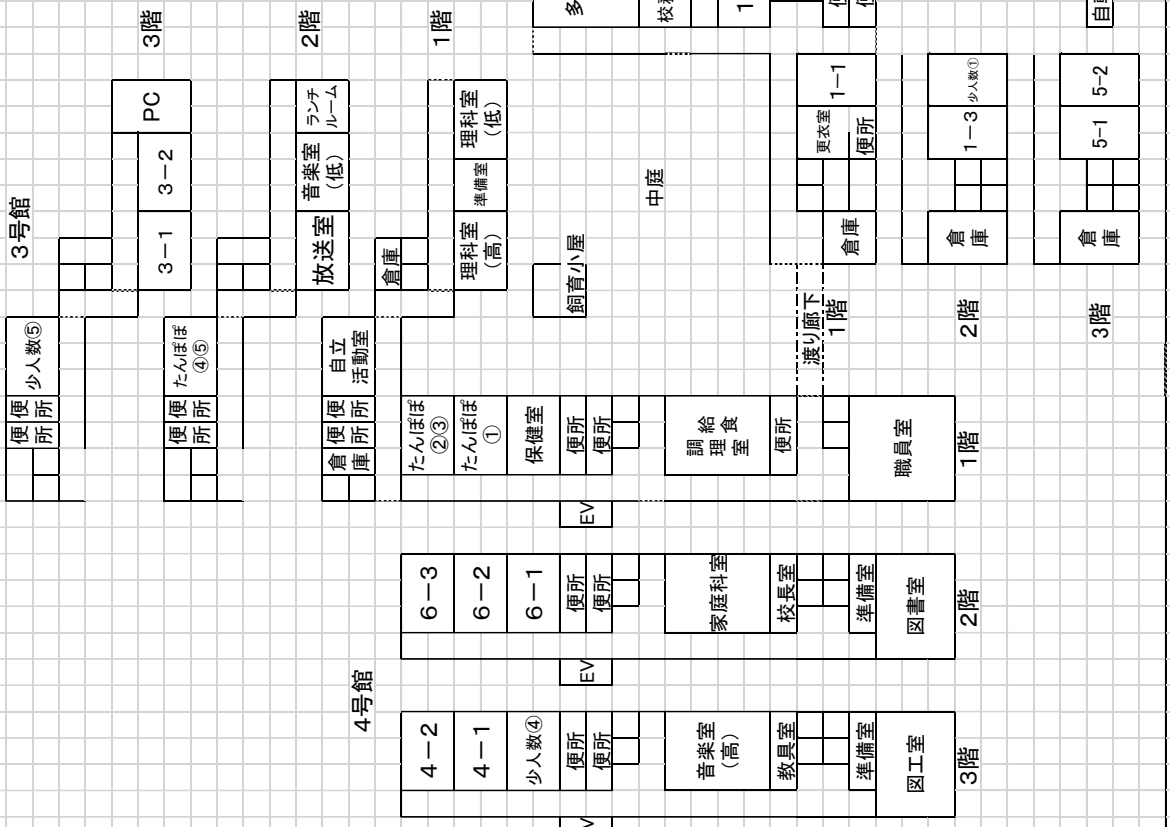 3号館
3階
PC
3－2
3－1
少人数⑤
便所
便所
2階
ランチ
ルーム
音楽室
（低）
放送室
たんぽぽ
④⑤
便所
便所
1階
理科室
（低）
準備室
理科室
（高）
倉庫
自立
活動室
便所
便所
倉庫
飼育小屋
中庭
1－1
更衣室
便所
倉庫
渡り廊下
1階
少人数①
1－3
倉庫
2階
5-2
5-1
倉庫
3階
たんぽぽ
②③
たんぽぽ
①
保健室
便所
便所
給食
調理室
便所
職員室
1階
EV
6－3
6－2
6－1
便所
便所
家庭科室
校長室
準備室
図書室
2階
EV
4号館
4－2
4－1
少人数④
便所
便所
音楽室
（高）
教具室
準備室
図工室
3階